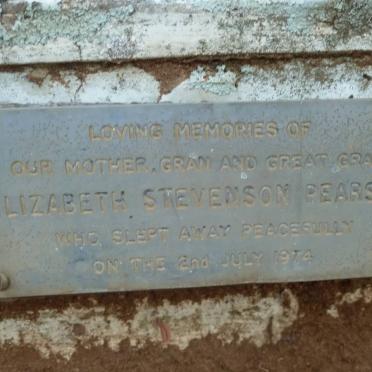 LOVING MEMORIES OF
OUR MOTHER, GRAN AND GREAT GRA
LIZABETH STEVENSON PEARS
WHO SLEPT AWAY PEACEFULLY
ON THE 2nd JULY 1974